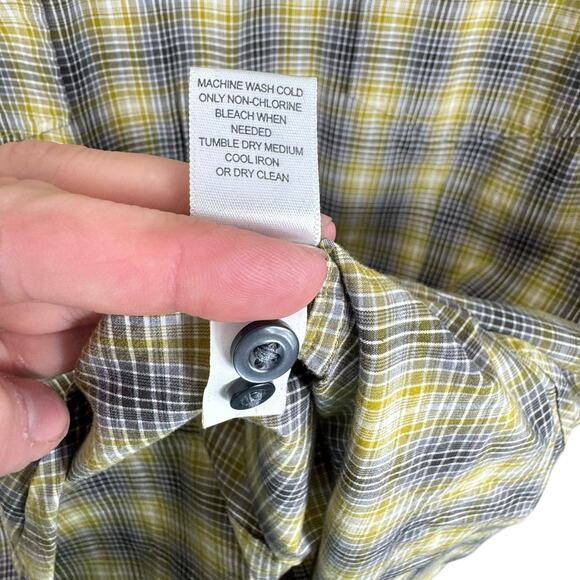 MACHINE WASH COLD
ONLY NON-CHLORINE
BLEACH WHEN
NEEDED
TUMBLE DRY MEDIUM
COOL IRON
OR DRY CLEAN